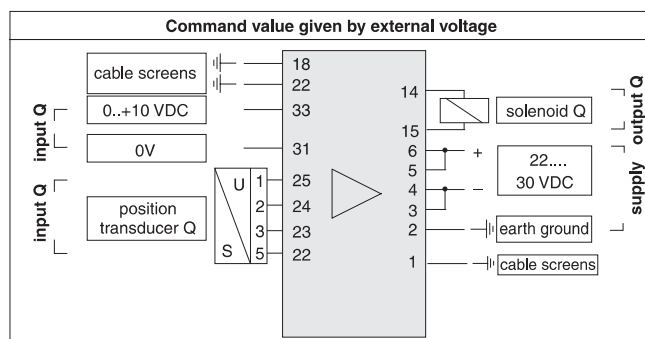 Command value given by external voltage
cable screens
18
22
input Q
0..+10 VDC
33
0V
31
input Q
position
transducer Q
U
S
1
2
3
5
25
24
23
22
14
15
solenoid Q
output Q
6
5
+
4
3
–
22....
30 VDC
supply
2
earth ground
1
cable screens